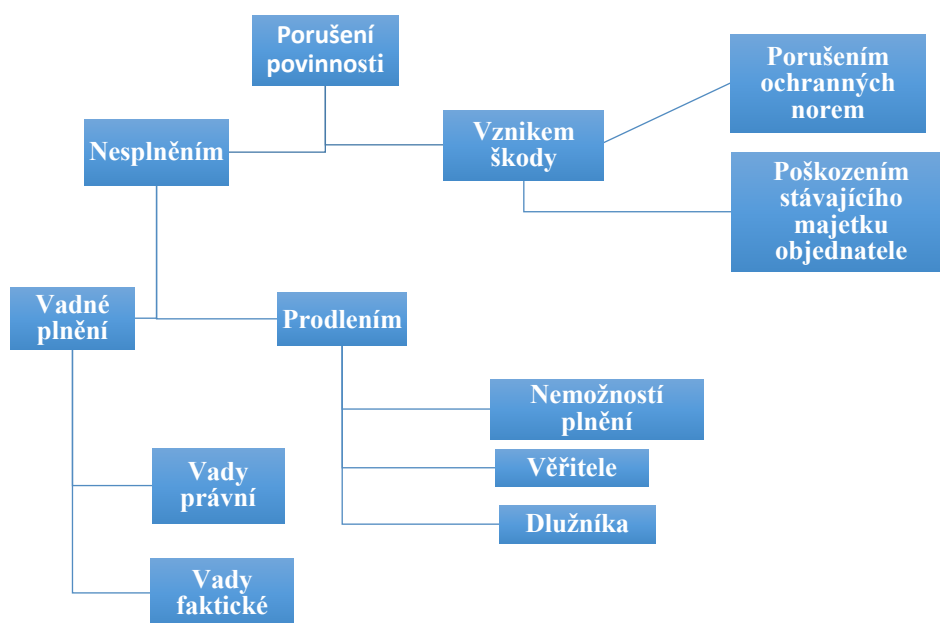 Porušení
povinnosti
Porušením
ochranných
norem
Vznikem
škody
Nesplněním
Poškozením
stávajícího
majetku
objednatele
Vadné
plnění
Prodlením
Nemožností
plnění
Věřitele
Vady
právní
Dlužníka
Vady
faktické